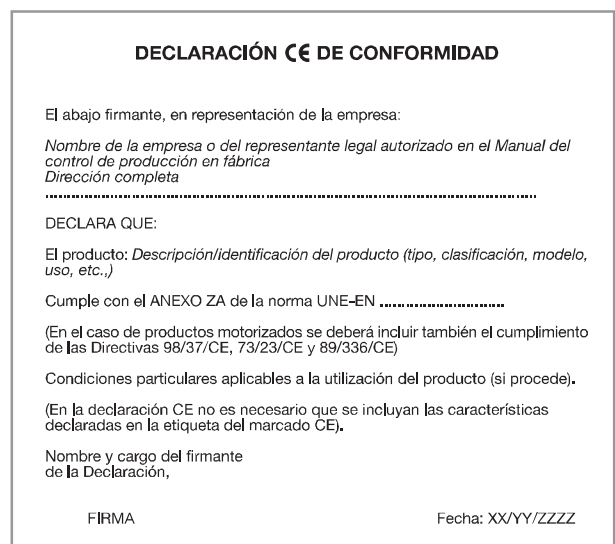 DECLARACIÓN CE DE CONFORMIDAD
El abajo firmante, en representación de la empresa:
Nombre de la empresa o del representante legal autorizado en el Manual del
control de producción en fábrica
Dirección completa
................................................................................................
DECLARA QUE:
El producto: Descripción/identificación del producto (tipo, clasificación, modelo,
uso, etc.,)
Cumple con el ANEXO ZA de la norma UNE-EN ............................
(En el caso de productos motorizados se deberá incluir también el cumplimiento
de las Directivas 98/37/CE, 73/23/CE y 89/336/CE)
Condiciones particulares aplicables a la utilización del producto (si procede).
(En la declaración CE no es necesario que se incluyan las características
declaradas en la etiqueta del marcado CE).
Nombre y cargo del firmante
de la Declaración,
FIRMA Fecha: XX/YY/ZZZZ